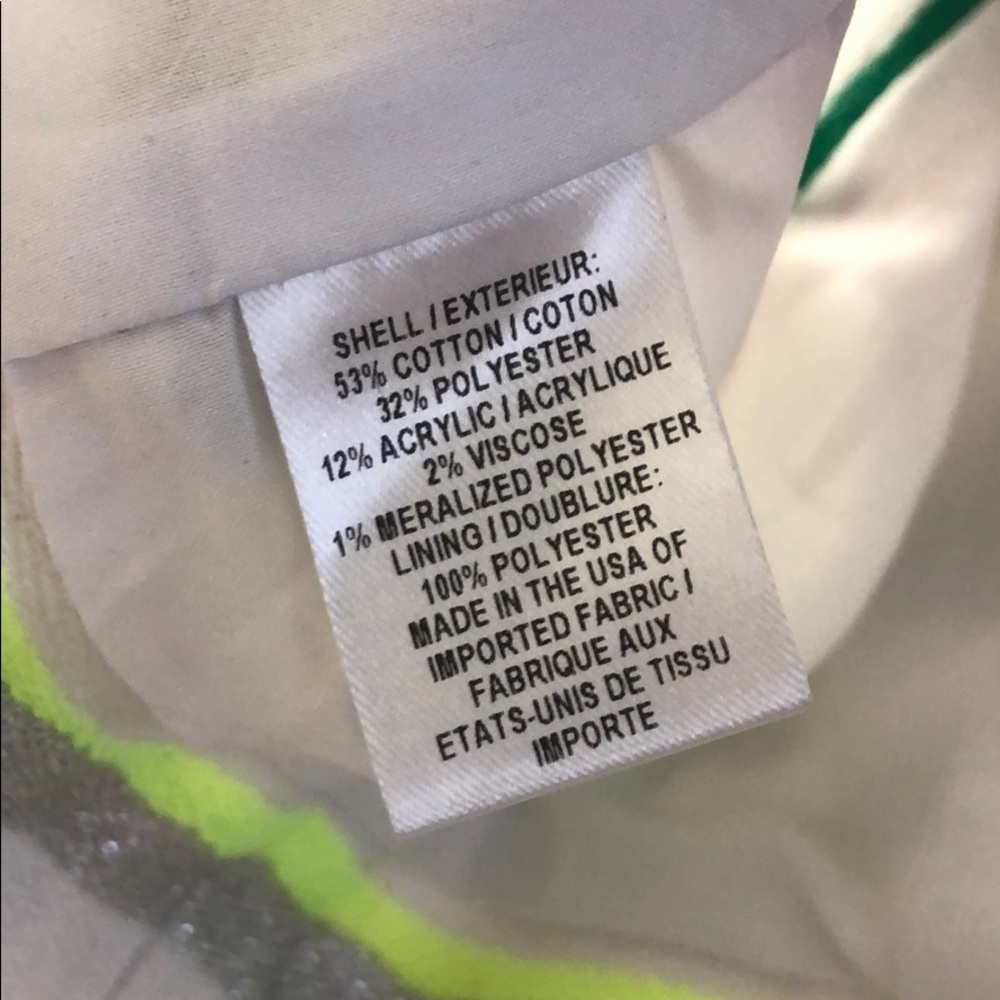 SHELL / EXTERIEUR:
53% COTTON / COTON
32% POLYESTER
12% ACRYLIC / ACRYLIQUE
2% VISCOSE
1% MERALIZED POLYESTER
LINING / DOUBLURE:
100% POLYESTER
MADE IN THE USA OF
IMPORTED FABRIC /
FABRIQUE AUX
ETATS-UNIS DE TISSU
IMPORTE